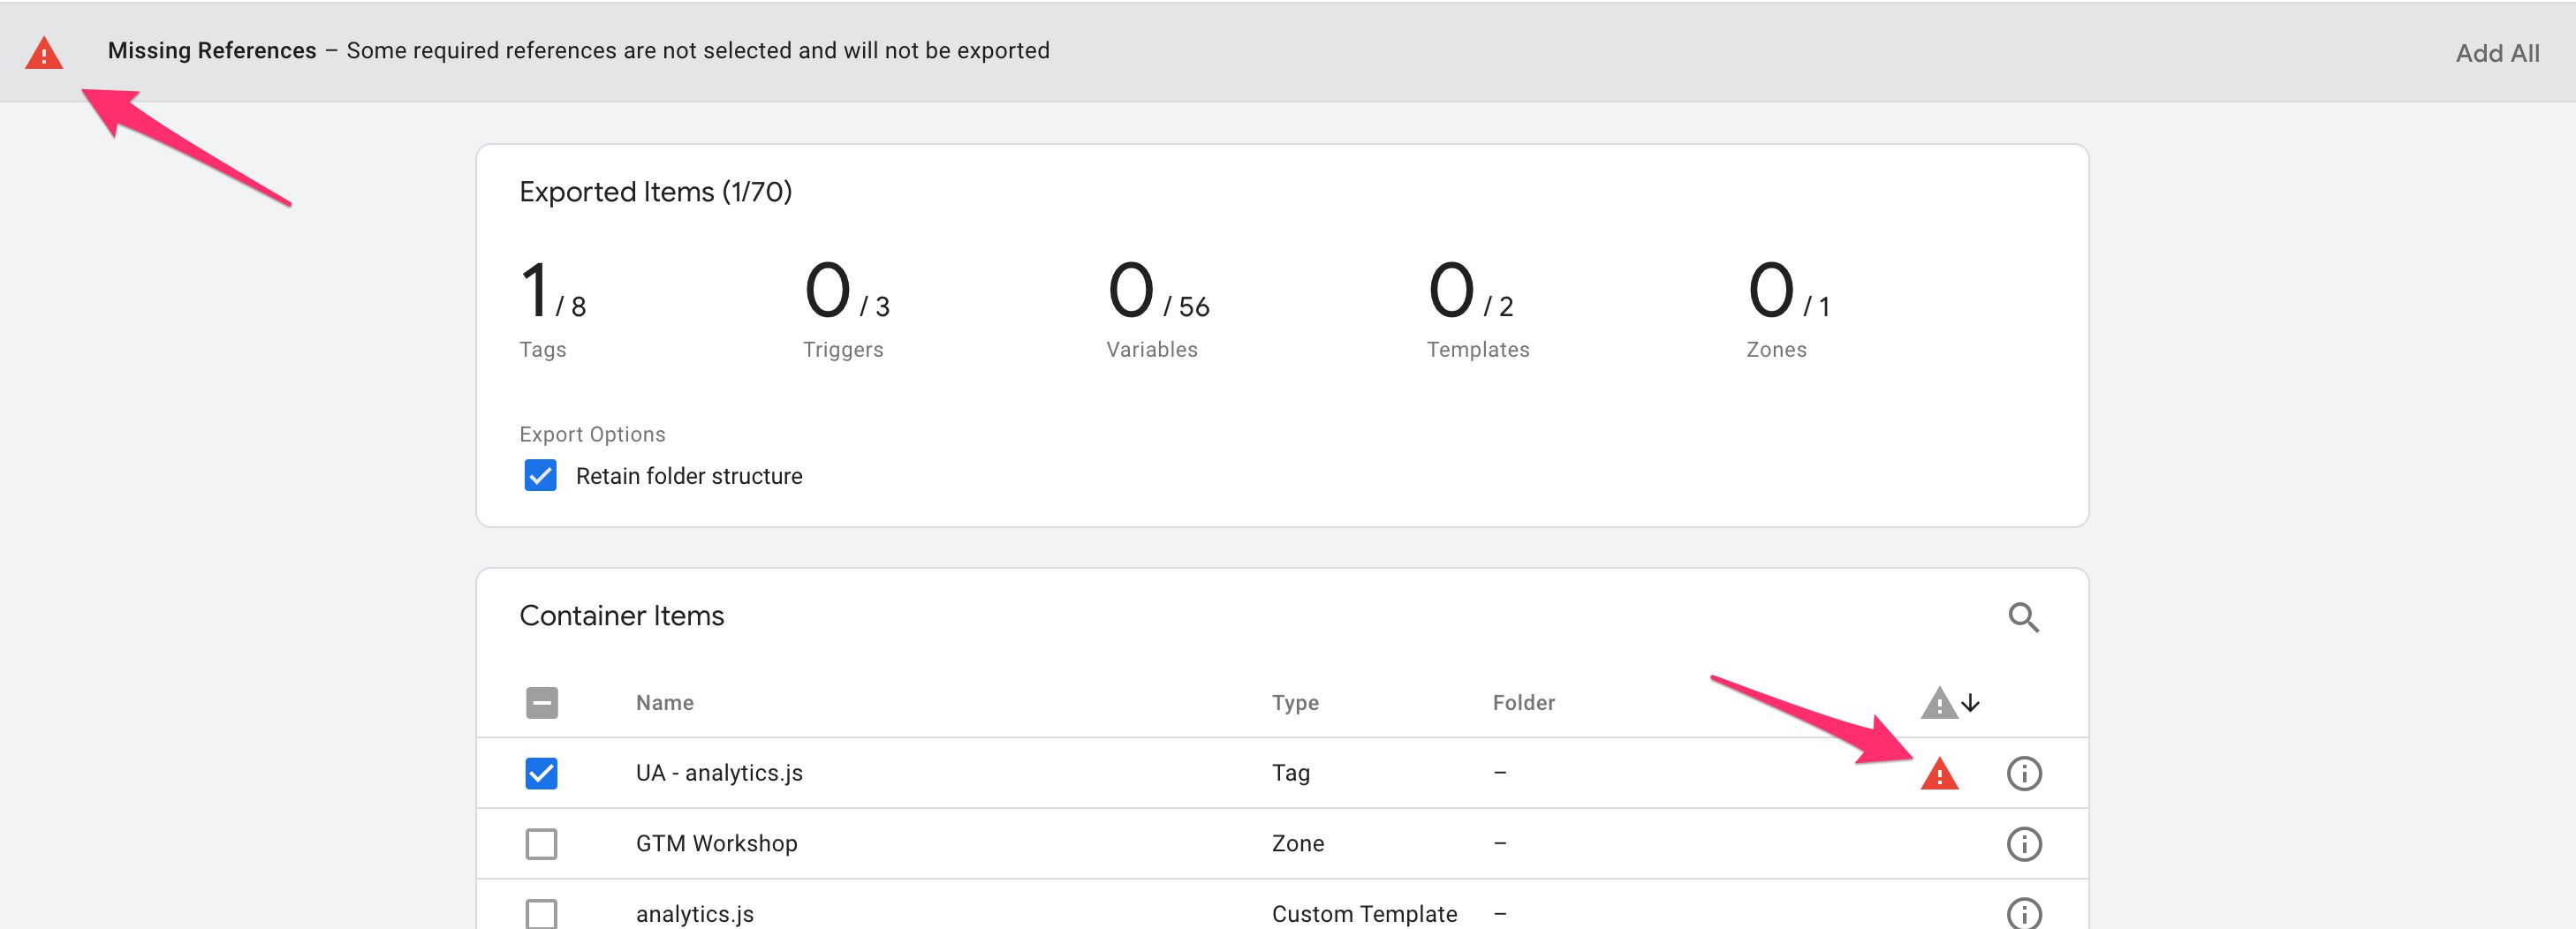 Missing References – Some required references are not selected and will not be exported
Add All
Exported Items (1/70)
1 / 8
Tags
0 / 3
Triggers
0 / 56
Variables
0 / 2
Templates
0 / 1
Zones
Export Options
Retain folder structure
Container Items
Name Type Folder
UA - analytics.js Tag –
GTM Workshop Zone –
analytics.js Custom Template –